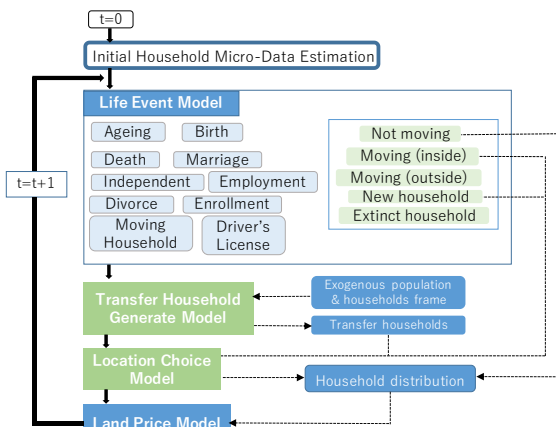 t=0
Initial Household Micro-Data Estimation
Life Event Model
Ageing
Birth
Death
Marriage
Independent
Employment
Divorce
Enrollment
Moving
Household
Driver's
License
Not moving
Moving (inside)
Moving (outside)
New household
Extinct household
t=t+1
Transfer Household
Generate Model
Exogenous population
& households frame
Transfer households
Location Choice
Model
Household distribution
Land Price Model